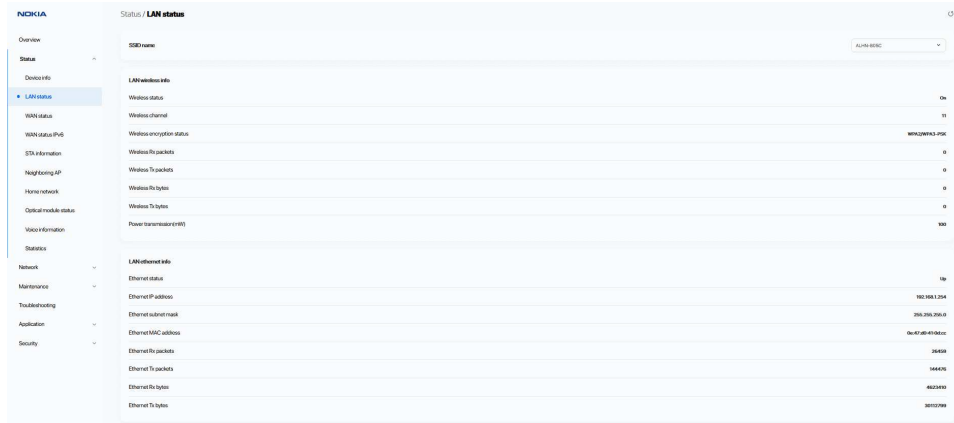 NOKIA
Status / LAN status
Overview
Status
Device info
LAN status
WAN status
WAN status IPv6
STA information
Neighboring AP
Home network
Optical module status
Voice information
Statistics
Network
Maintenance
Troubleshooting
Application
Security
SSID name
LAN wireless info
Wireless status On
Wireless channel 11
Wireless encryption status WPA2/WPA3-PSK
Wireless Rx packets 0
Wireless Tx packets 0
Wireless Rx bytes 0
Wireless Tx bytes 0
Power transmission(mW) 100
LAN ethernet info
Ethernet status Up
Ethernet IP address 192.168.1.254
Ethernet subnet mask 255.255.255.0
Ethernet MAC address
Ethernet Rx packets 26459
Ethernet Tx packets 144476
Ethernet Rx bytes 4623410
Ethernet Tx bytes 30112799